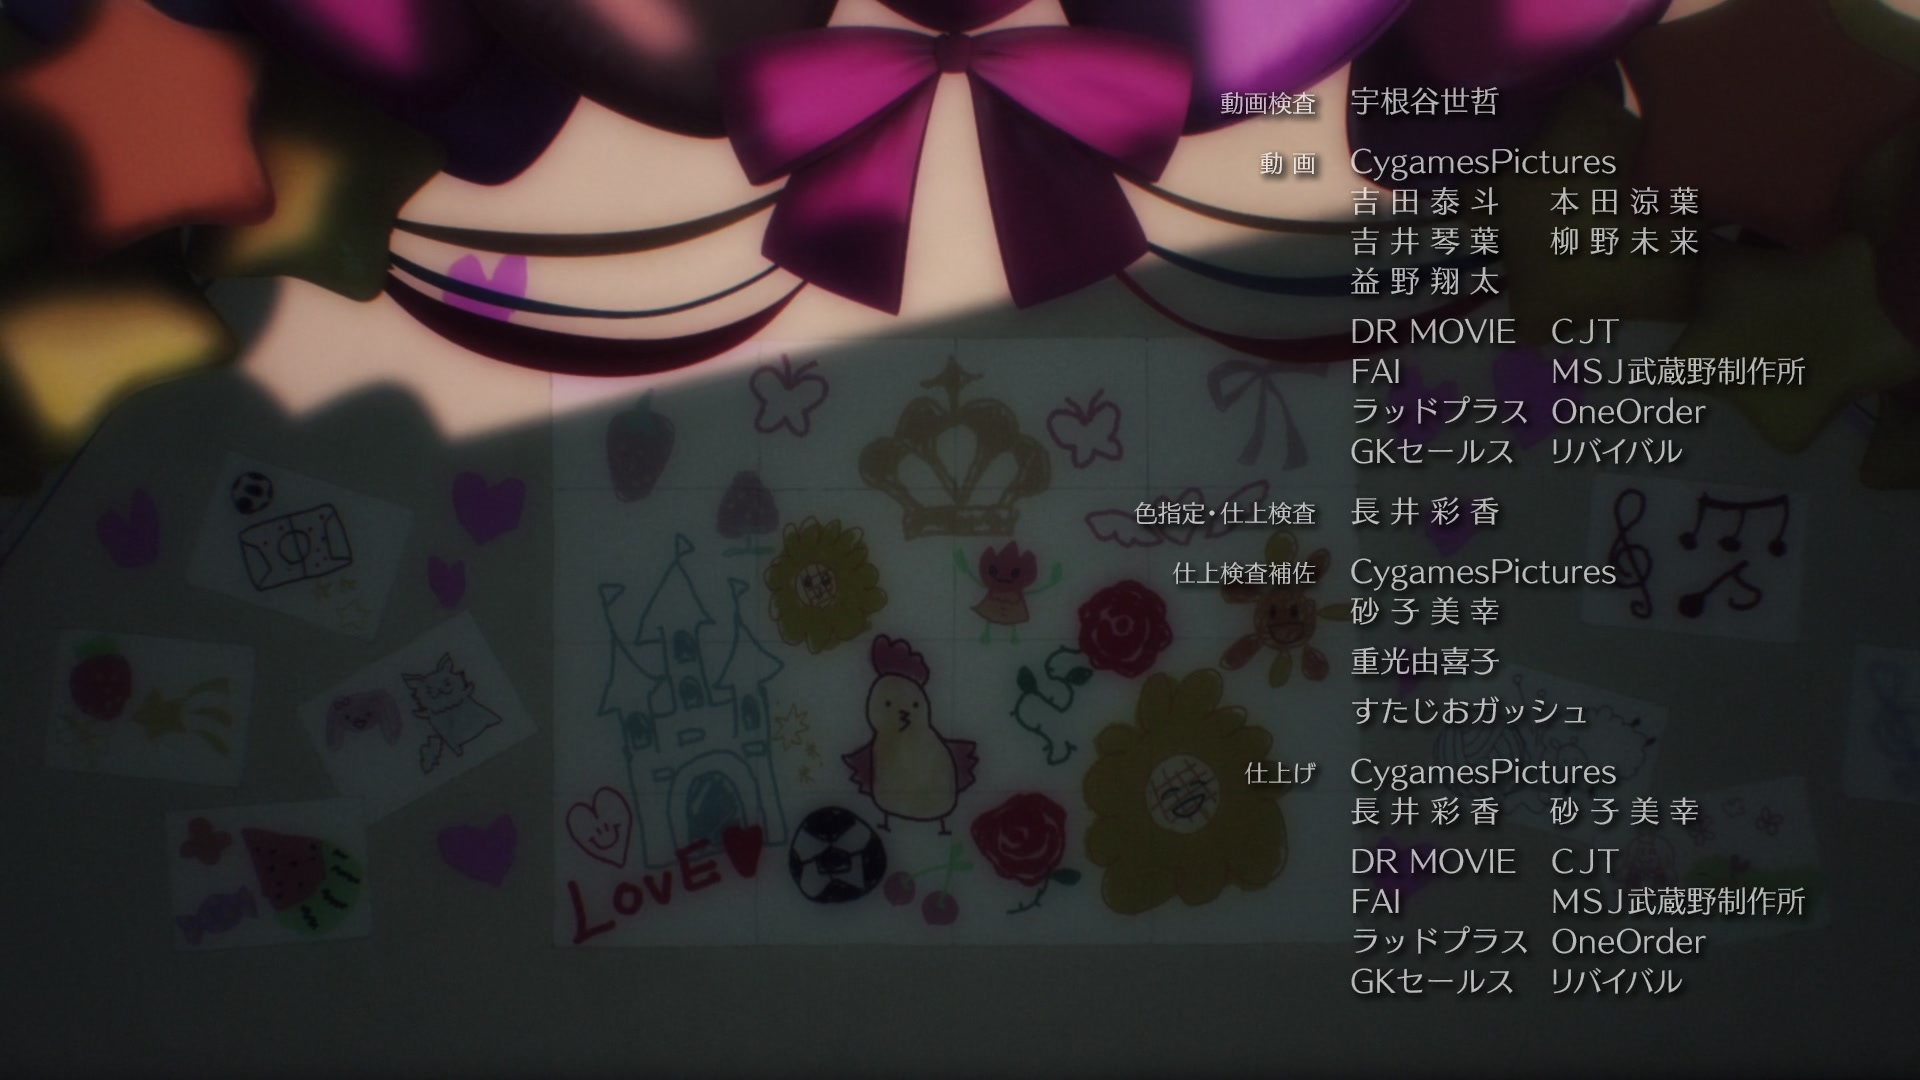 動画検査 宇根谷世哲
動画 CygamesPictures
吉田泰斗 本田涼葉
吉井琴葉 柳野未来
益野翔太
DR MOVIE CJT
FAI MSJ武蔵野制作所
ラッドプラス OneOrder
GKセールス リバイバル
色指定・仕上検査 長井彩香
仕上検査補佐 CygamesPictures
砂子美幸
重光由喜子
すたじおガッシュ
仕上げ CygamesPictures
長井彩香 砂子美幸
DR MOVIE CJT
FAI MSJ武蔵野制作所
ラッドプラス OneOrder
GKセールス リバイバル
LOVE